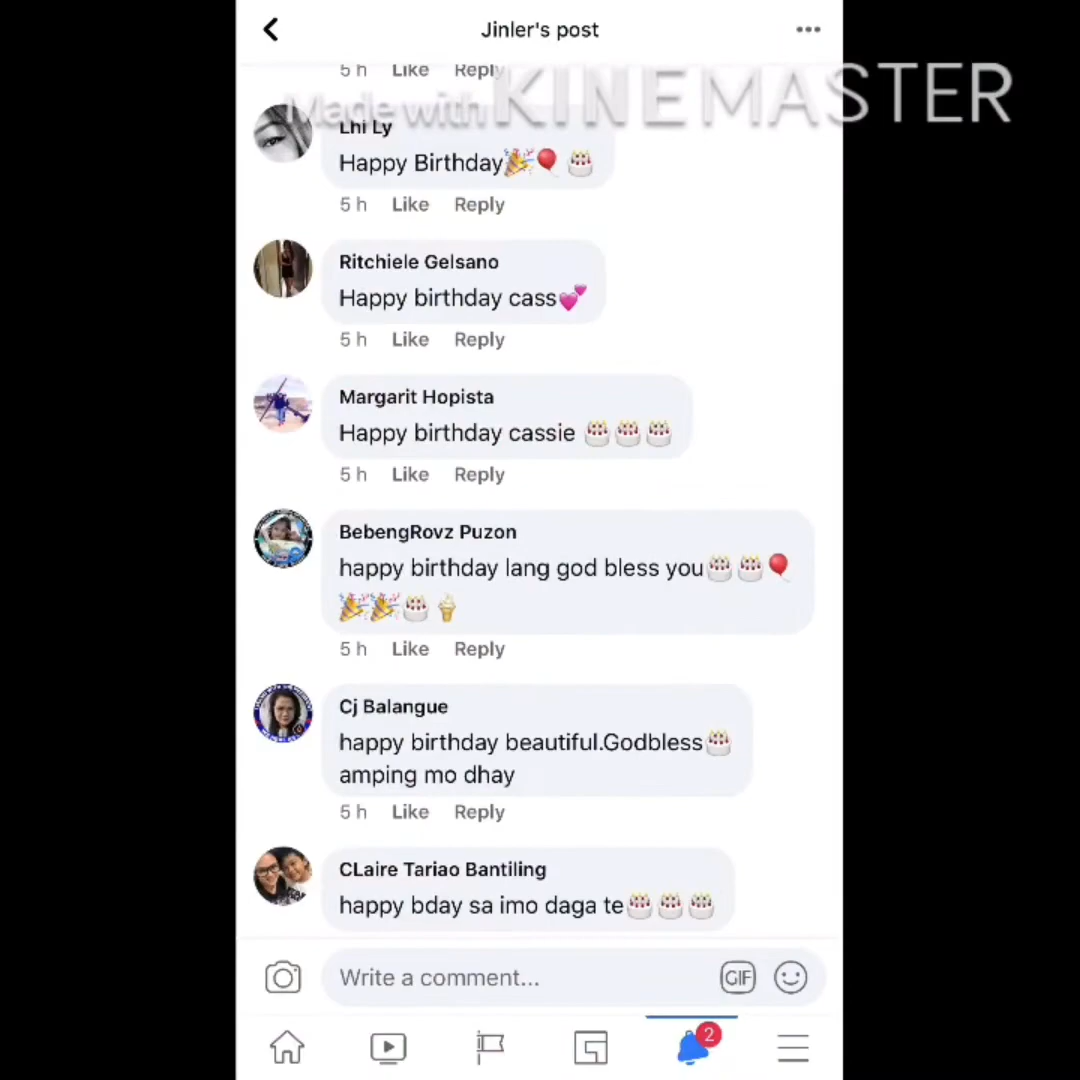 Jinler's post
5 h Like Reply
Made with KINEMASTER
Lhi Ly
Happy Birthday🎉🎈🎂
5 h Like Reply
Ritchiele Gelsano
Happy birthday cass💕
5 h Like Reply
Margarit Hopista
Happy birthday cassie 🎂🎂🎂
5 h Like Reply
BebengRovz Puzon
happy birthday lang god bless you🎂🎂🎈
🎉🎉🎂🍦
5 h Like Reply
Cj Balangue
happy birthday beautiful.Godbless🎂
amping mo dhay
5 h Like Reply
CLaire Tariao Bantiling
happy bday sa imo daga te🎂🎂🎂
Write a comment...
GIF
2